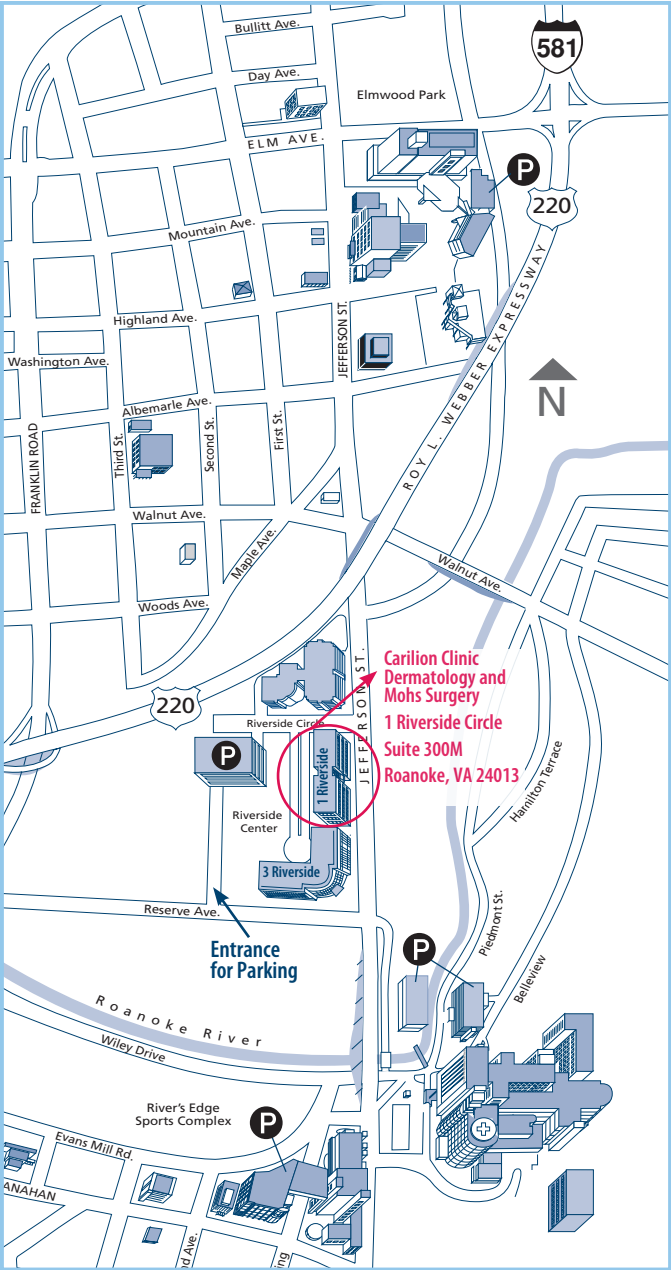 Bullitt Ave.
581
Day Ave.
Elmwood Park
ELM AVE.
P
220
Mountain Ave.
ROY L. WEBBER EXPRESSWAY
Highland Ave.
JEFFERSON ST.
Washington Ave.
N
Albemarle Ave.
FRANKLIN ROAD
Third St.
Second St.
First St.
Walnut Ave.
Maple Ave.
Walnut Ave.
Woods Ave.
JEFFERSON ST.
Carilion Clinic
Dermatology and
Mohs Surgery
1 Riverside Circle
Suite 300M
Roanoke, VA 24013
220
Riverside Circle
P
1 Riverside
Hamilton Terrace
Riverside
Center
3 Riverside
Reserve Ave.
Entrance
for Parking
P
Piedmont St.
Belleview
Roanoke River
Wiley Drive
River's Edge
Sports Complex
P
Evans Mill Rd.
ANAHAN
nd Ave.
ing